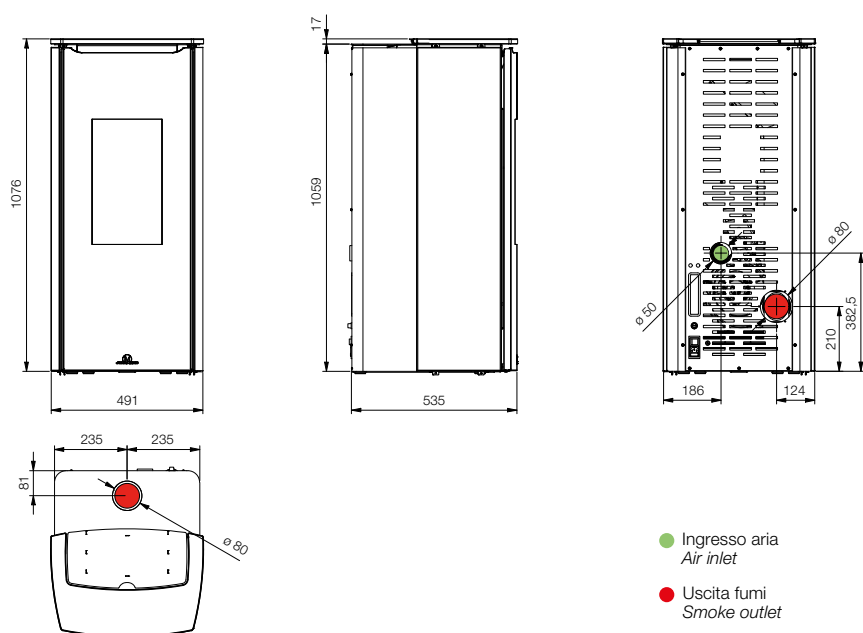 17
1076
1059
ø 80
ø 50
382,5
210
491
535
186
124
235
235
81
ø 80
Ingresso aria
Air inlet
Uscita fumi
Smoke outlet